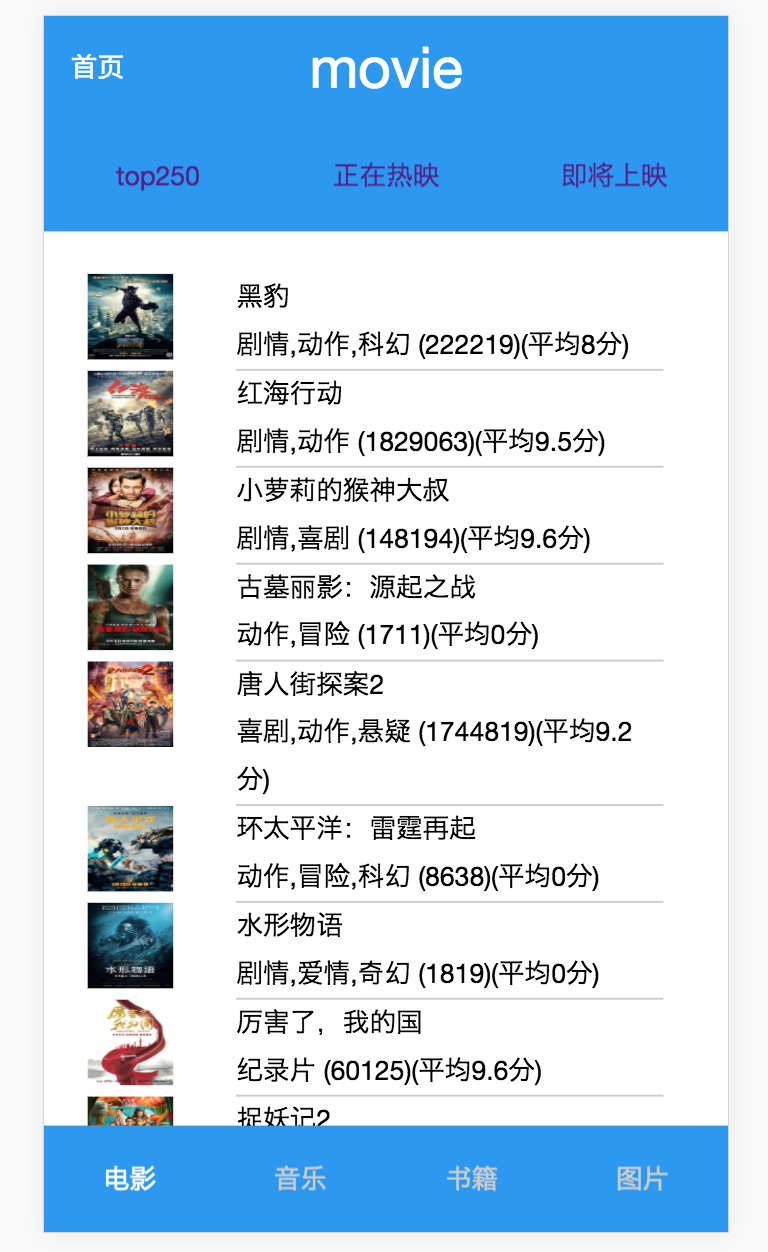 首页
movie
top250 正在热映 即将上映
黑豹
剧情,动作,科幻 (222219)(平均8分)
红海行动
剧情,动作 (1829063)(平均9.5分)
小萝莉的猴神大叔
剧情,喜剧 (148194)(平均9.6分)
古墓丽影：源起之战
动作,冒险 (1711)(平均0分)
唐人街探案2
喜剧,动作,悬疑 (1744819)(平均9.2
分)
环太平洋：雷霆再起
动作,冒险,科幻 (8638)(平均0分)
水形物语
水形物语
剧情,爱情,奇幻 (1819)(平均0分)
厉害了，我的国
纪录片 (60125)(平均9.6分)
捉妖记2
电影 音乐 书籍 图片